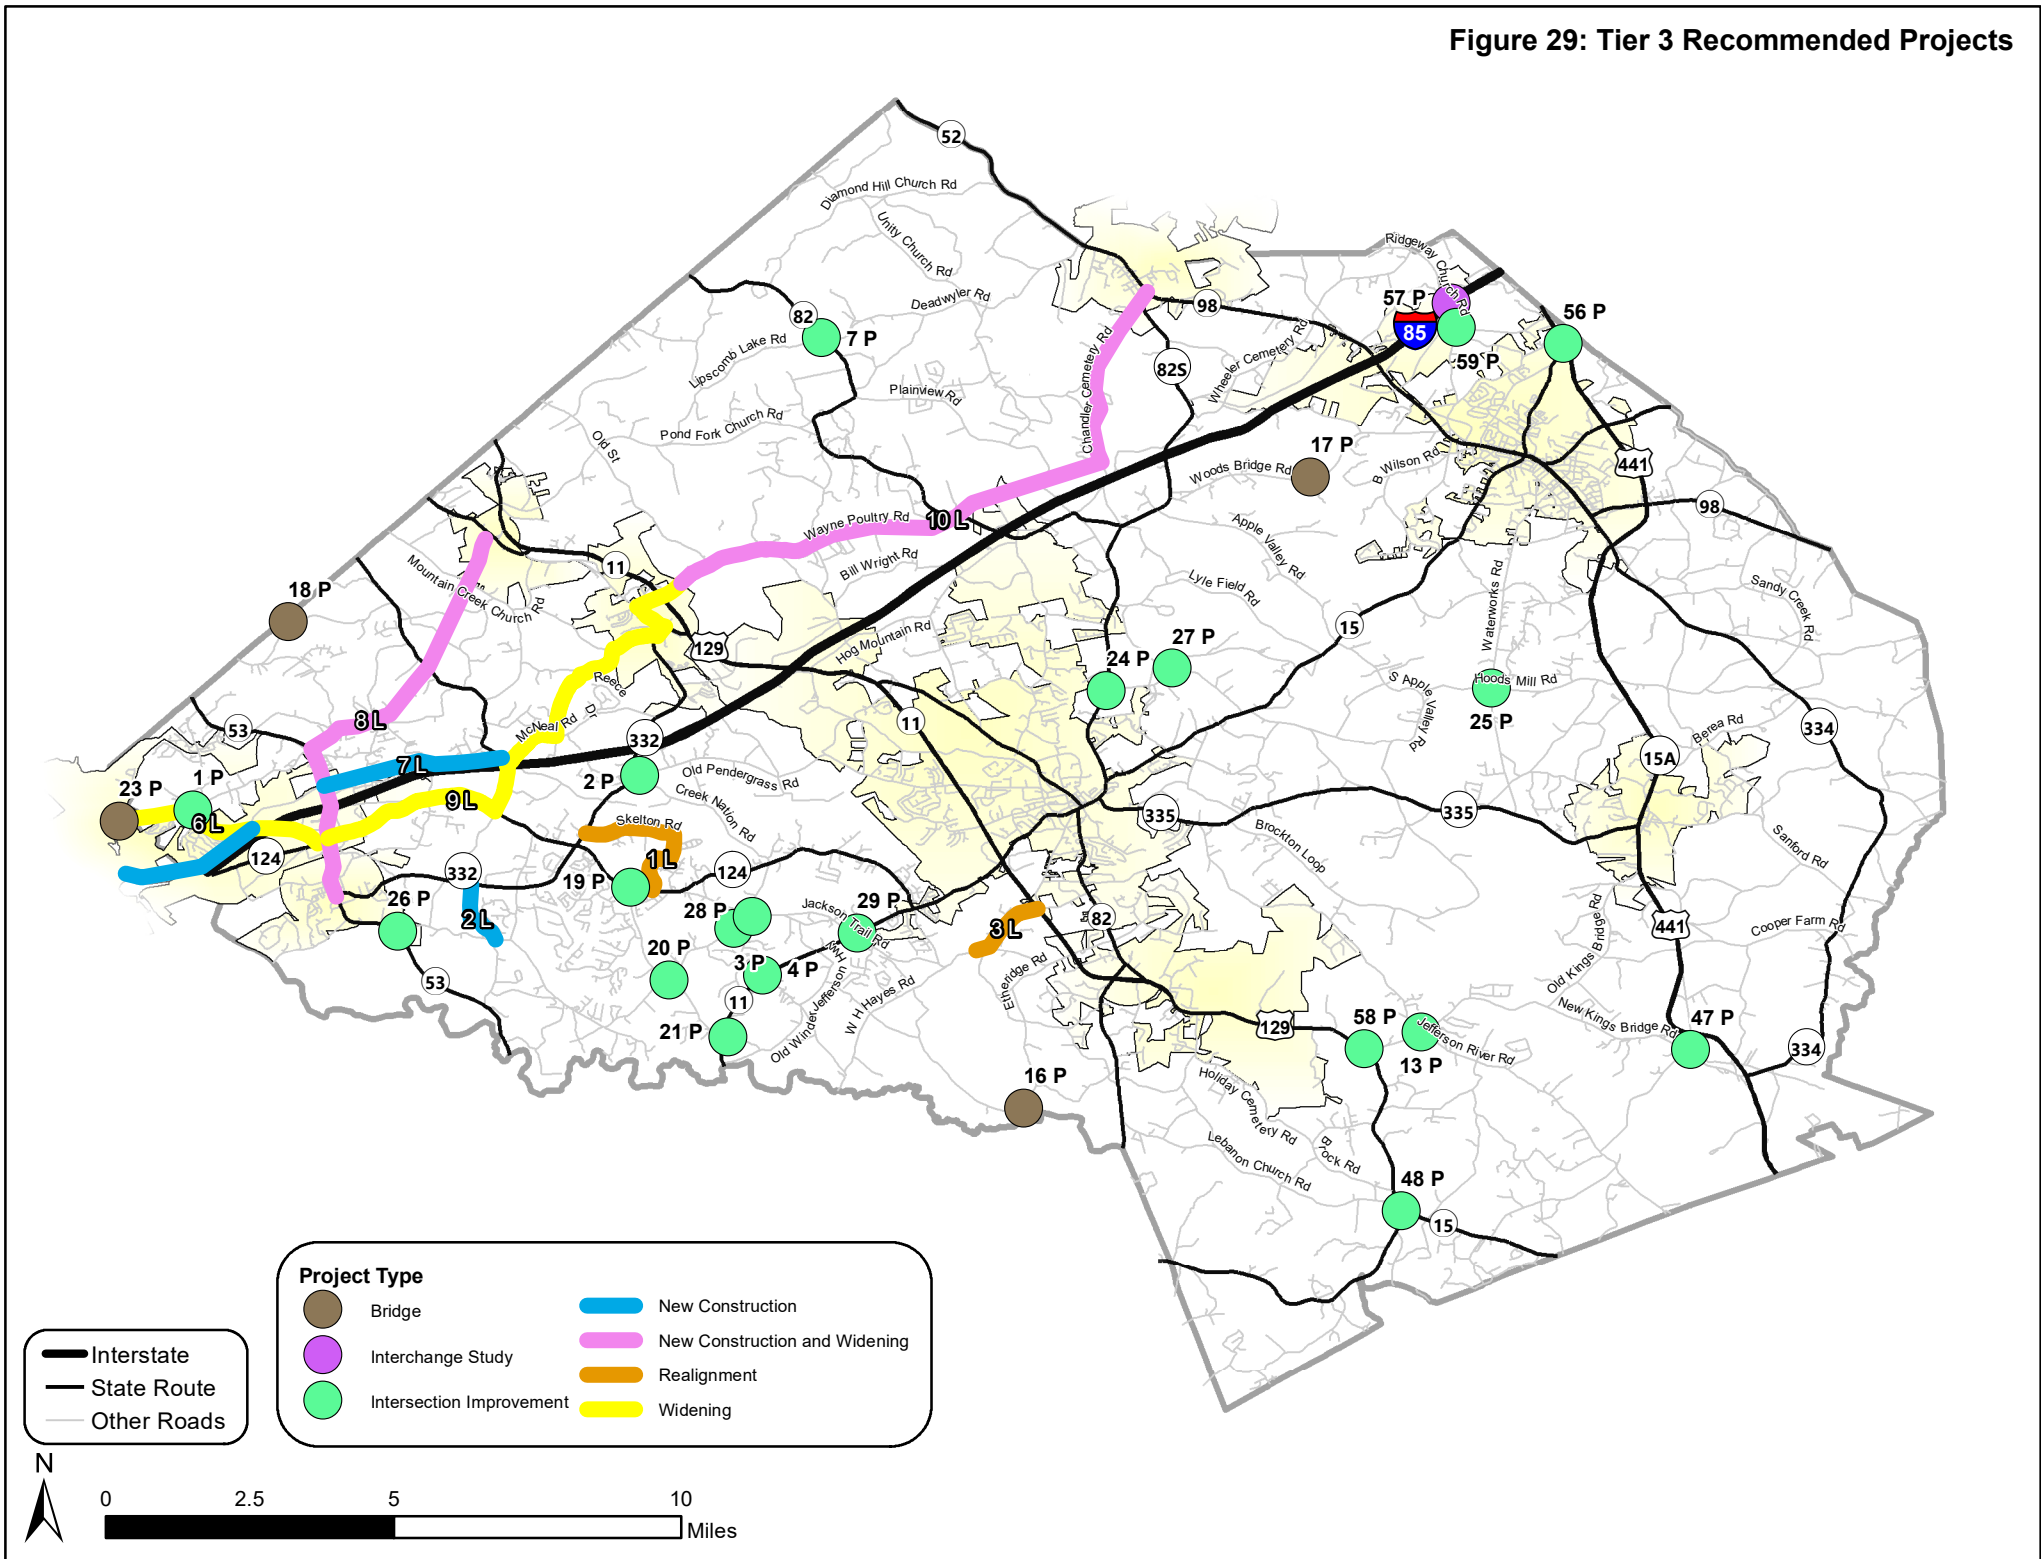 Figure 29: Tier 3 Recommended Projects
52
Diamond Hill Church Rd
Unity Church Rd
Deadwyler Rd
82
7 P
Lipscomb Lake Rd
Plainview Rd
Pond Fork Church Rd
Old St
Chandler Cemetery Rd
98
82S
Wheeler Cemetery Rd
Ridgeway Church Rd
57 P
85
59 P
56 P
17 P
Woods Bridge Rd
B Wilson Rd
441
98
10 L
Wayne Poultry Rd
Bill Wright Rd
Apple Valley Rd
Lyle Field Rd
Waterworks Rd
Sandy Creek Rd
11
Mountain Creek Church Rd
18 P
129
Hog Mountain Rd
15
27 P
24 P
Hoods Mill Rd
25 P
S Apple Valley Rd
Reece Dr
McNeal Rd
8 L
53
7 L
332
11
334
Berea Rd
15A
2 P
Old Pendergrass Rd
Creek Nation Rd
23 P
1 P
6 L
9 L
Skelton Rd
335
335
Brockton Loop
Sanford Rd
124
332
1 L
124
19 P
26 P
2 L
28 P
Jackson Trail Rd
29 P
3 L
82
Old Kings Bridge Rd
441
Cooper Farm Rd
20 P
3 P
4 P
53
11
Old Winder Jefferson Hwy
W H Hayes Rd
Etheridge Rd
21 P
129
58 P
13 P
Jefferson River Rd
New Kings Bridge Rd
47 P
334
16 P
Holiday Cemetery Rd
Lebanon Church Rd
Brock Rd
48 P
15
Project Type
Bridge
Interchange Study
Intersection Improvement
New Construction
New Construction and Widening
Realignment
Widening
Interstate
State Route
Other Roads
N
0 2.5 5 10
Miles